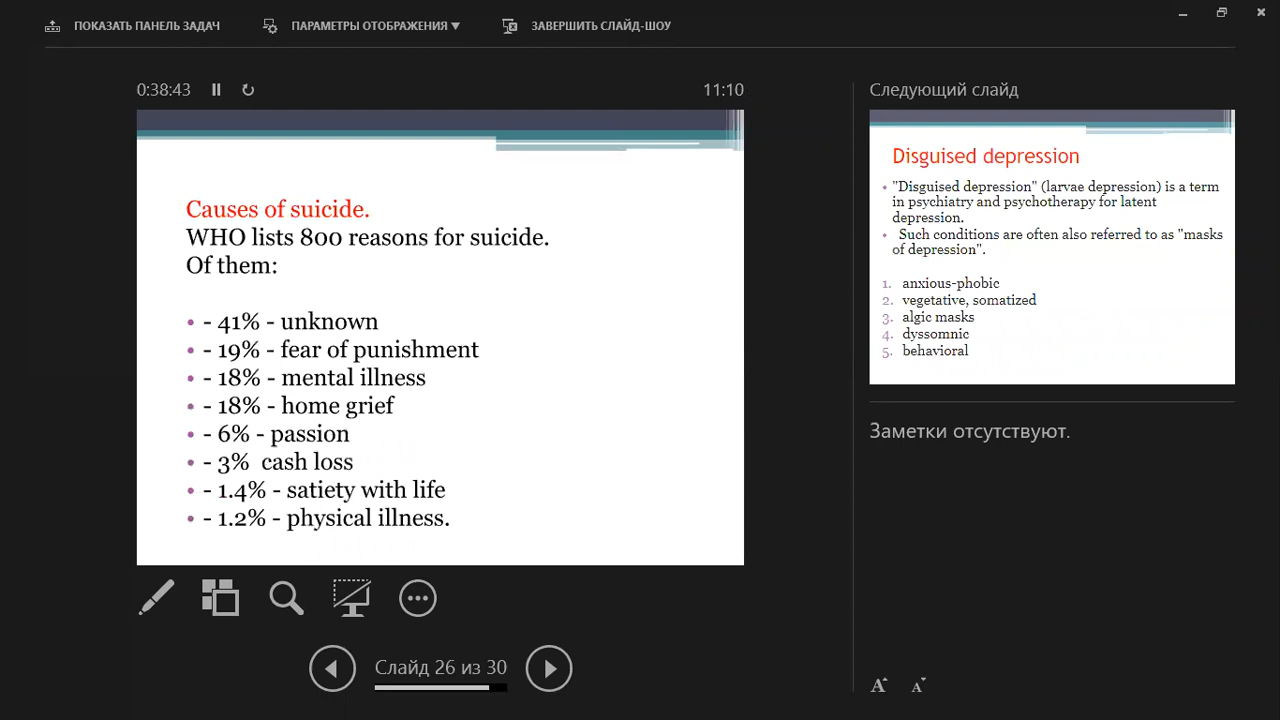 ПОКАЗАТЬ ПАНЕЛЬ ЗАДАЧ ПАРАМЕТРЫ ОТОБРАЖЕНИЯ ▼ ЗАВЕРШИТЬ СЛАЙД-ШОУ
0:38:43 11:10
Causes of suicide.
WHO lists 800 reasons for suicide.
Of them:
• - 41% - unknown
• - 19% - fear of punishment
• - 18% - mental illness
• - 18% - home grief
• - 6% - passion
• - 3%  cash loss
• - 1.4% - satiety with life
• - 1.2% - physical illness.
Слайд 26 из 30
Следующий слайд
Disguised depression
• "Disguised depression" (larvae depression) is a term
in psychiatry and psychotherapy for latent
depression.
• Such conditions are often also referred to as "masks
of depression".
1. anxious-phobic
2. vegetative, somatized
3. algic masks
4. dyssomnic
5. behavioral
Заметки отсутствуют.
A A